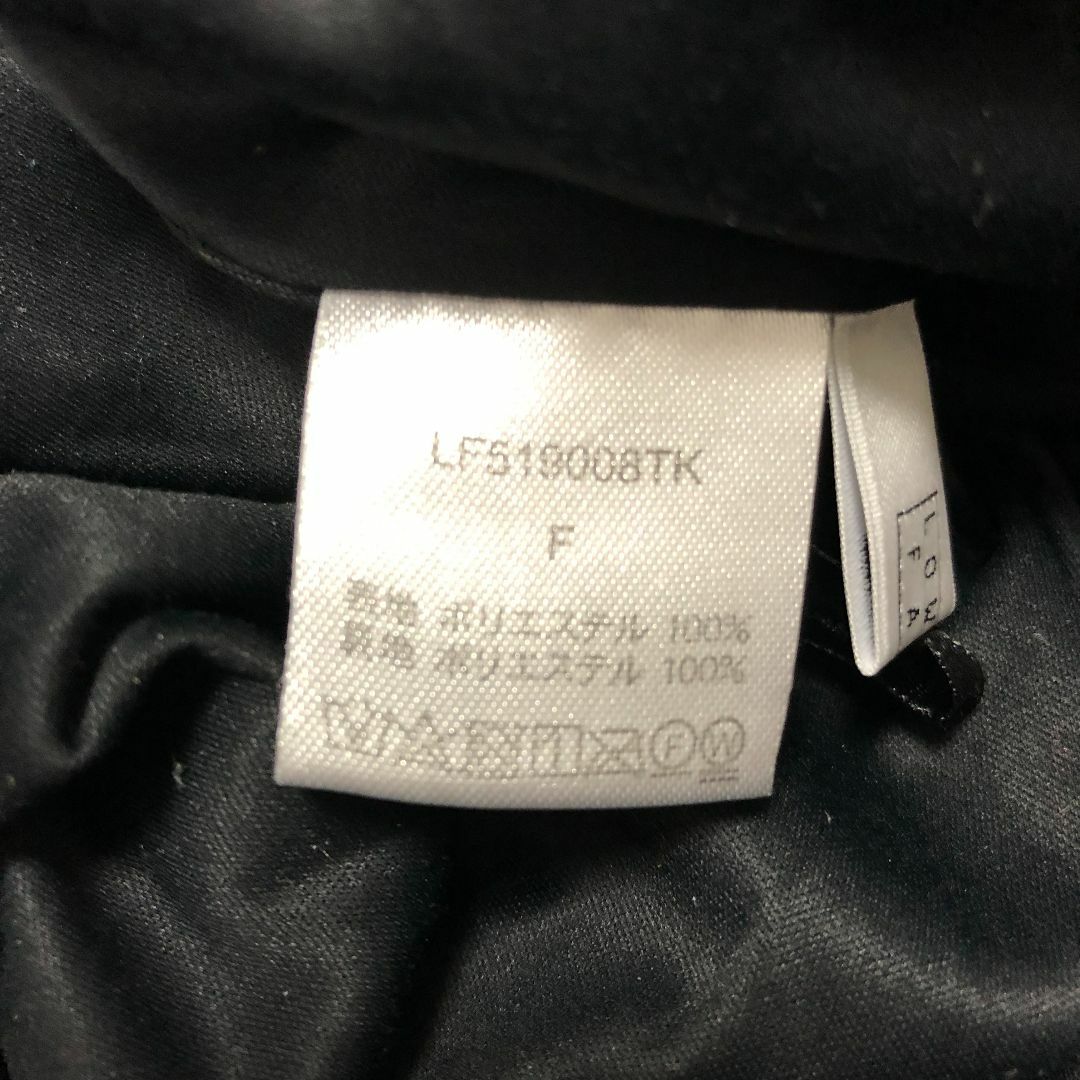 LFS19008TK
F
表地 ポリエステル 100%
裏地 ポリエステル 100%
F W
L O W
F A